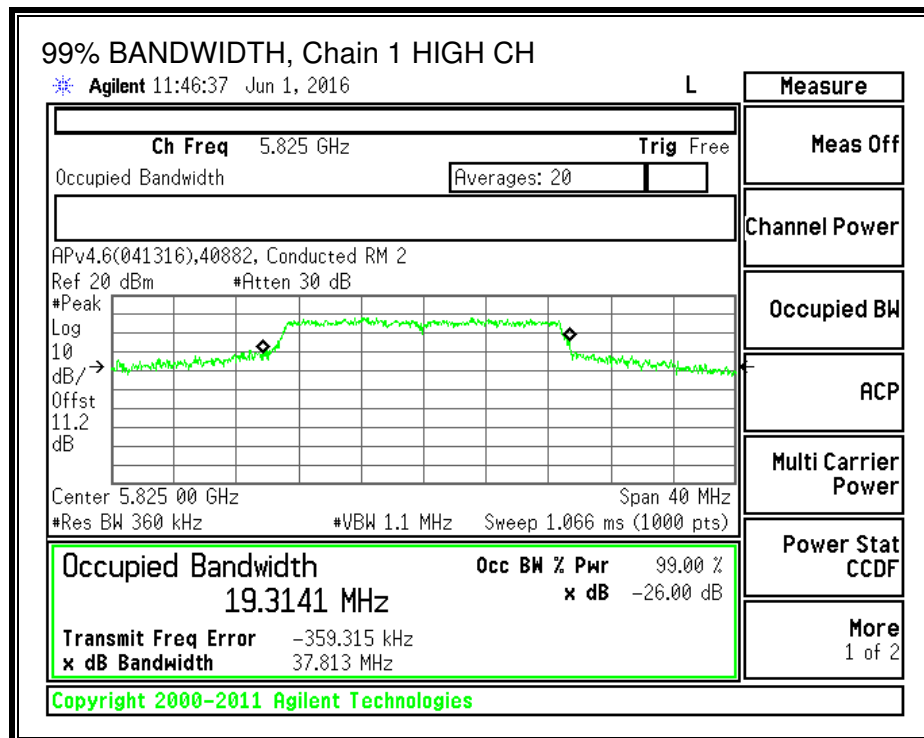 99% BANDWIDTH, Chain 1 HIGH CH
Agilent 11:46:37 Jun 1, 2016 L
Ch Freq 5.825 GHz Trig Free
Occupied Bandwidth Averages: 20
APv4.6(041316),40882, Conducted RM 2
Ref 20 dBm #Atten 30 dB
#Peak
Log
10
dB/
Offst
11.2
dB
Center 5.825 00 GHz Span 40 MHz
#Res BW 360 kHz #VBW 1.1 MHz Sweep 1.066 ms (1000 pts)
Occupied Bandwidth Occ BW % Pwr 99.00 %
19.3141 MHz x dB -26.00 dB
Transmit Freq Error -359.315 kHz
x dB Bandwidth 37.813 MHz
Copyright 2000-2011 Agilent Technologies
Measure
Meas Off
Channel Power
Occupied BW
ACP
Multi Carrier
Power
Power Stat
CCDF
More
1 of 2